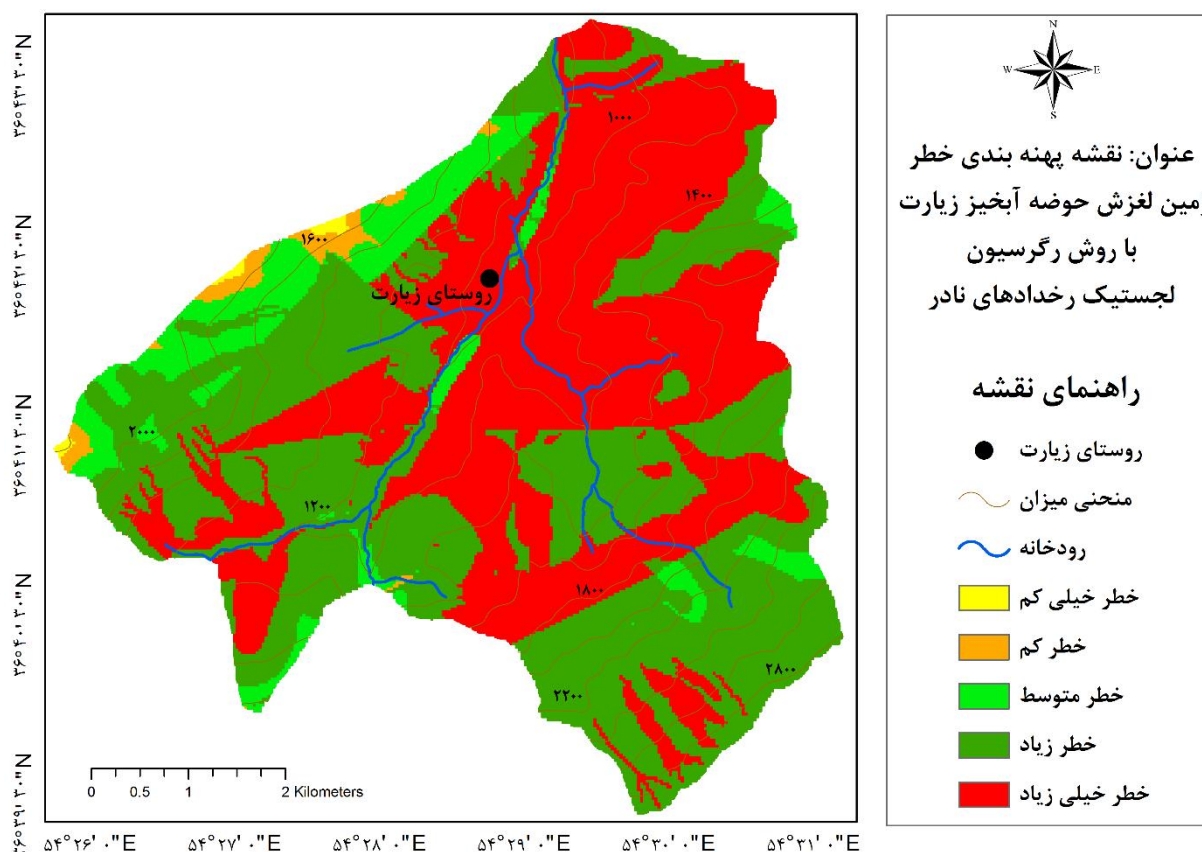 N
W
E
S
عنوان: نقشه پهنه بندی خطر
زمین لغزش حوضه آبخیز زیارت
با روش رگرسیون
لجستیک رخدادهای نادر
راهنمای نقشه
روستای زیارت
منحنی میزان
رودخانه
خطر خیلی کم
خطر کم
خطر متوسط
خطر زیاد
خطر خیلی زیاد
۱۰۰۰
۱۴۰۰
۱۶۰۰
روستای زیارت
۲۰۰۰
۱۲۰۰
۱۸۰۰
۲۲۰۰
۲۸۰۰
0 0.5 1 2 Kilometers
۵۴°۲۶'۰"E ۵۴°۲۷'۰"E ۵۴°۲۸'۰"E ۵۴°۲۹'۰"E ۵۴°۳۰'۰"E ۵۴°۳۱'۰"E